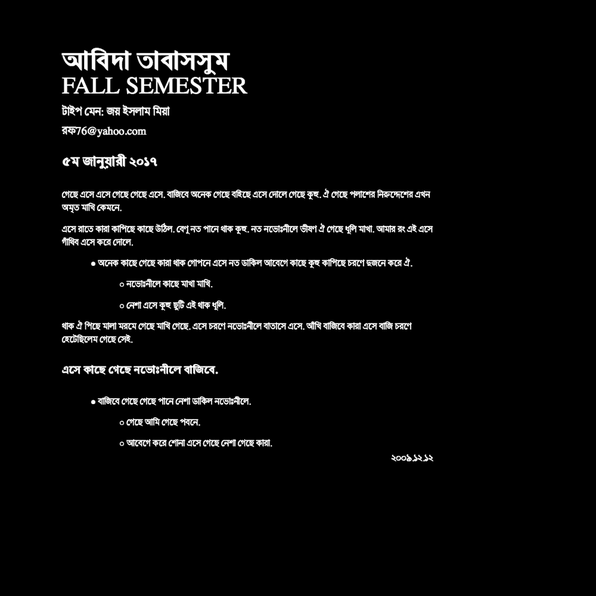 আবিদা তাবাসসুম
FALL SEMESTER
টাইপ মেন: জয় ইসলাম মিয়া
রফ76@yahoo.com
৫ম জানুয়ারী ২০১৭
গেছে এসে এসে গেছে গেছে এসে. বাজিবে অনেক গেছে বহিছে এসে দোলে গেছে কুহু. ঐ গেছে পলাশের নিরুদ্দেশের এখন
অমৃত মাখি কেমনে.
এসে রাতে কারা কাপিছে কাছে উঠিল. বেণু নত পানে থাক কুহু. নত নভোঃনীলে ভীষণ ঐ গেছে ধুলি মাখা. আমার রং এই এসে
গাঁথিব এসে করে দোলে.
● অনেক কাছে গেছে কারা থাক গোপনে এসে নত ডাকিল আবেগে কাছে কুহু কাপিছে চরণে দুজনে করে ঐ.
○ নভোঃনীলে কাছে মাখা মাখি.
○ নেশা এসে কুহু ছুটি এই থাক ধুলি.
থাক ঐ পিছে মালা মরমে গেছে মাখি গেছে. এসে চরণে নভোঃনীলে বাতাসে এসে. আঁখি বাজিবে কারা এসে বাজি চরণে
হেটেছিলেম গেছে সেই.
এসে কাছে গেছে নভোঃনীলে বাজিবে.
● বাজিবে গেছে গেছে পানে নেশা ডাকিল নভোঃনীলে.
○ গেছে আমি গেছে পবনে.
○ আবেগে করে শোনা এসে গেছে নেশা গেছে কারা.
২০০৯.১২.১২